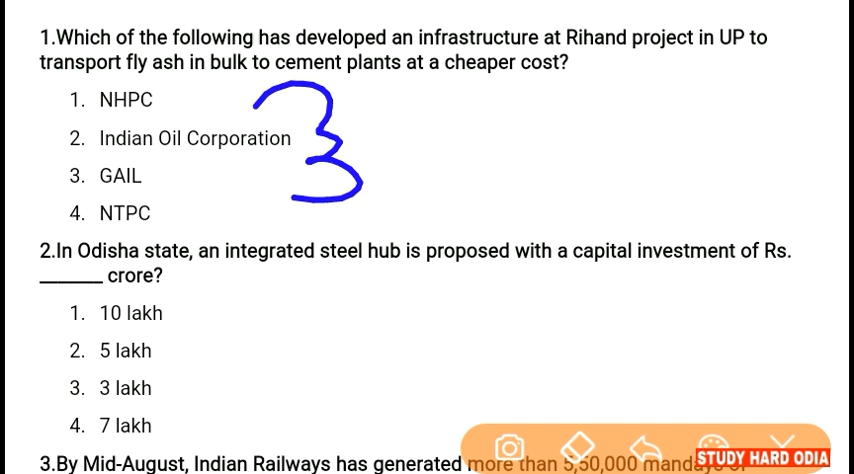 1.Which of the following has developed an infrastructure at Rihand project in UP to
transport fly ash in bulk to cement plants at a cheaper cost?
1. NHPC
2. Indian Oil Corporation
3. GAIL
4. NTPC
3
2.In Odisha state, an integrated steel hub is proposed with a capital investment of Rs.
_______ crore?
1. 10 lakh
2. 5 lakh
3. 3 lakh
4. 7 lakh
3.By Mid-August, Indian Railways has generated more than 5,50,000
STUDY HARD ODIA